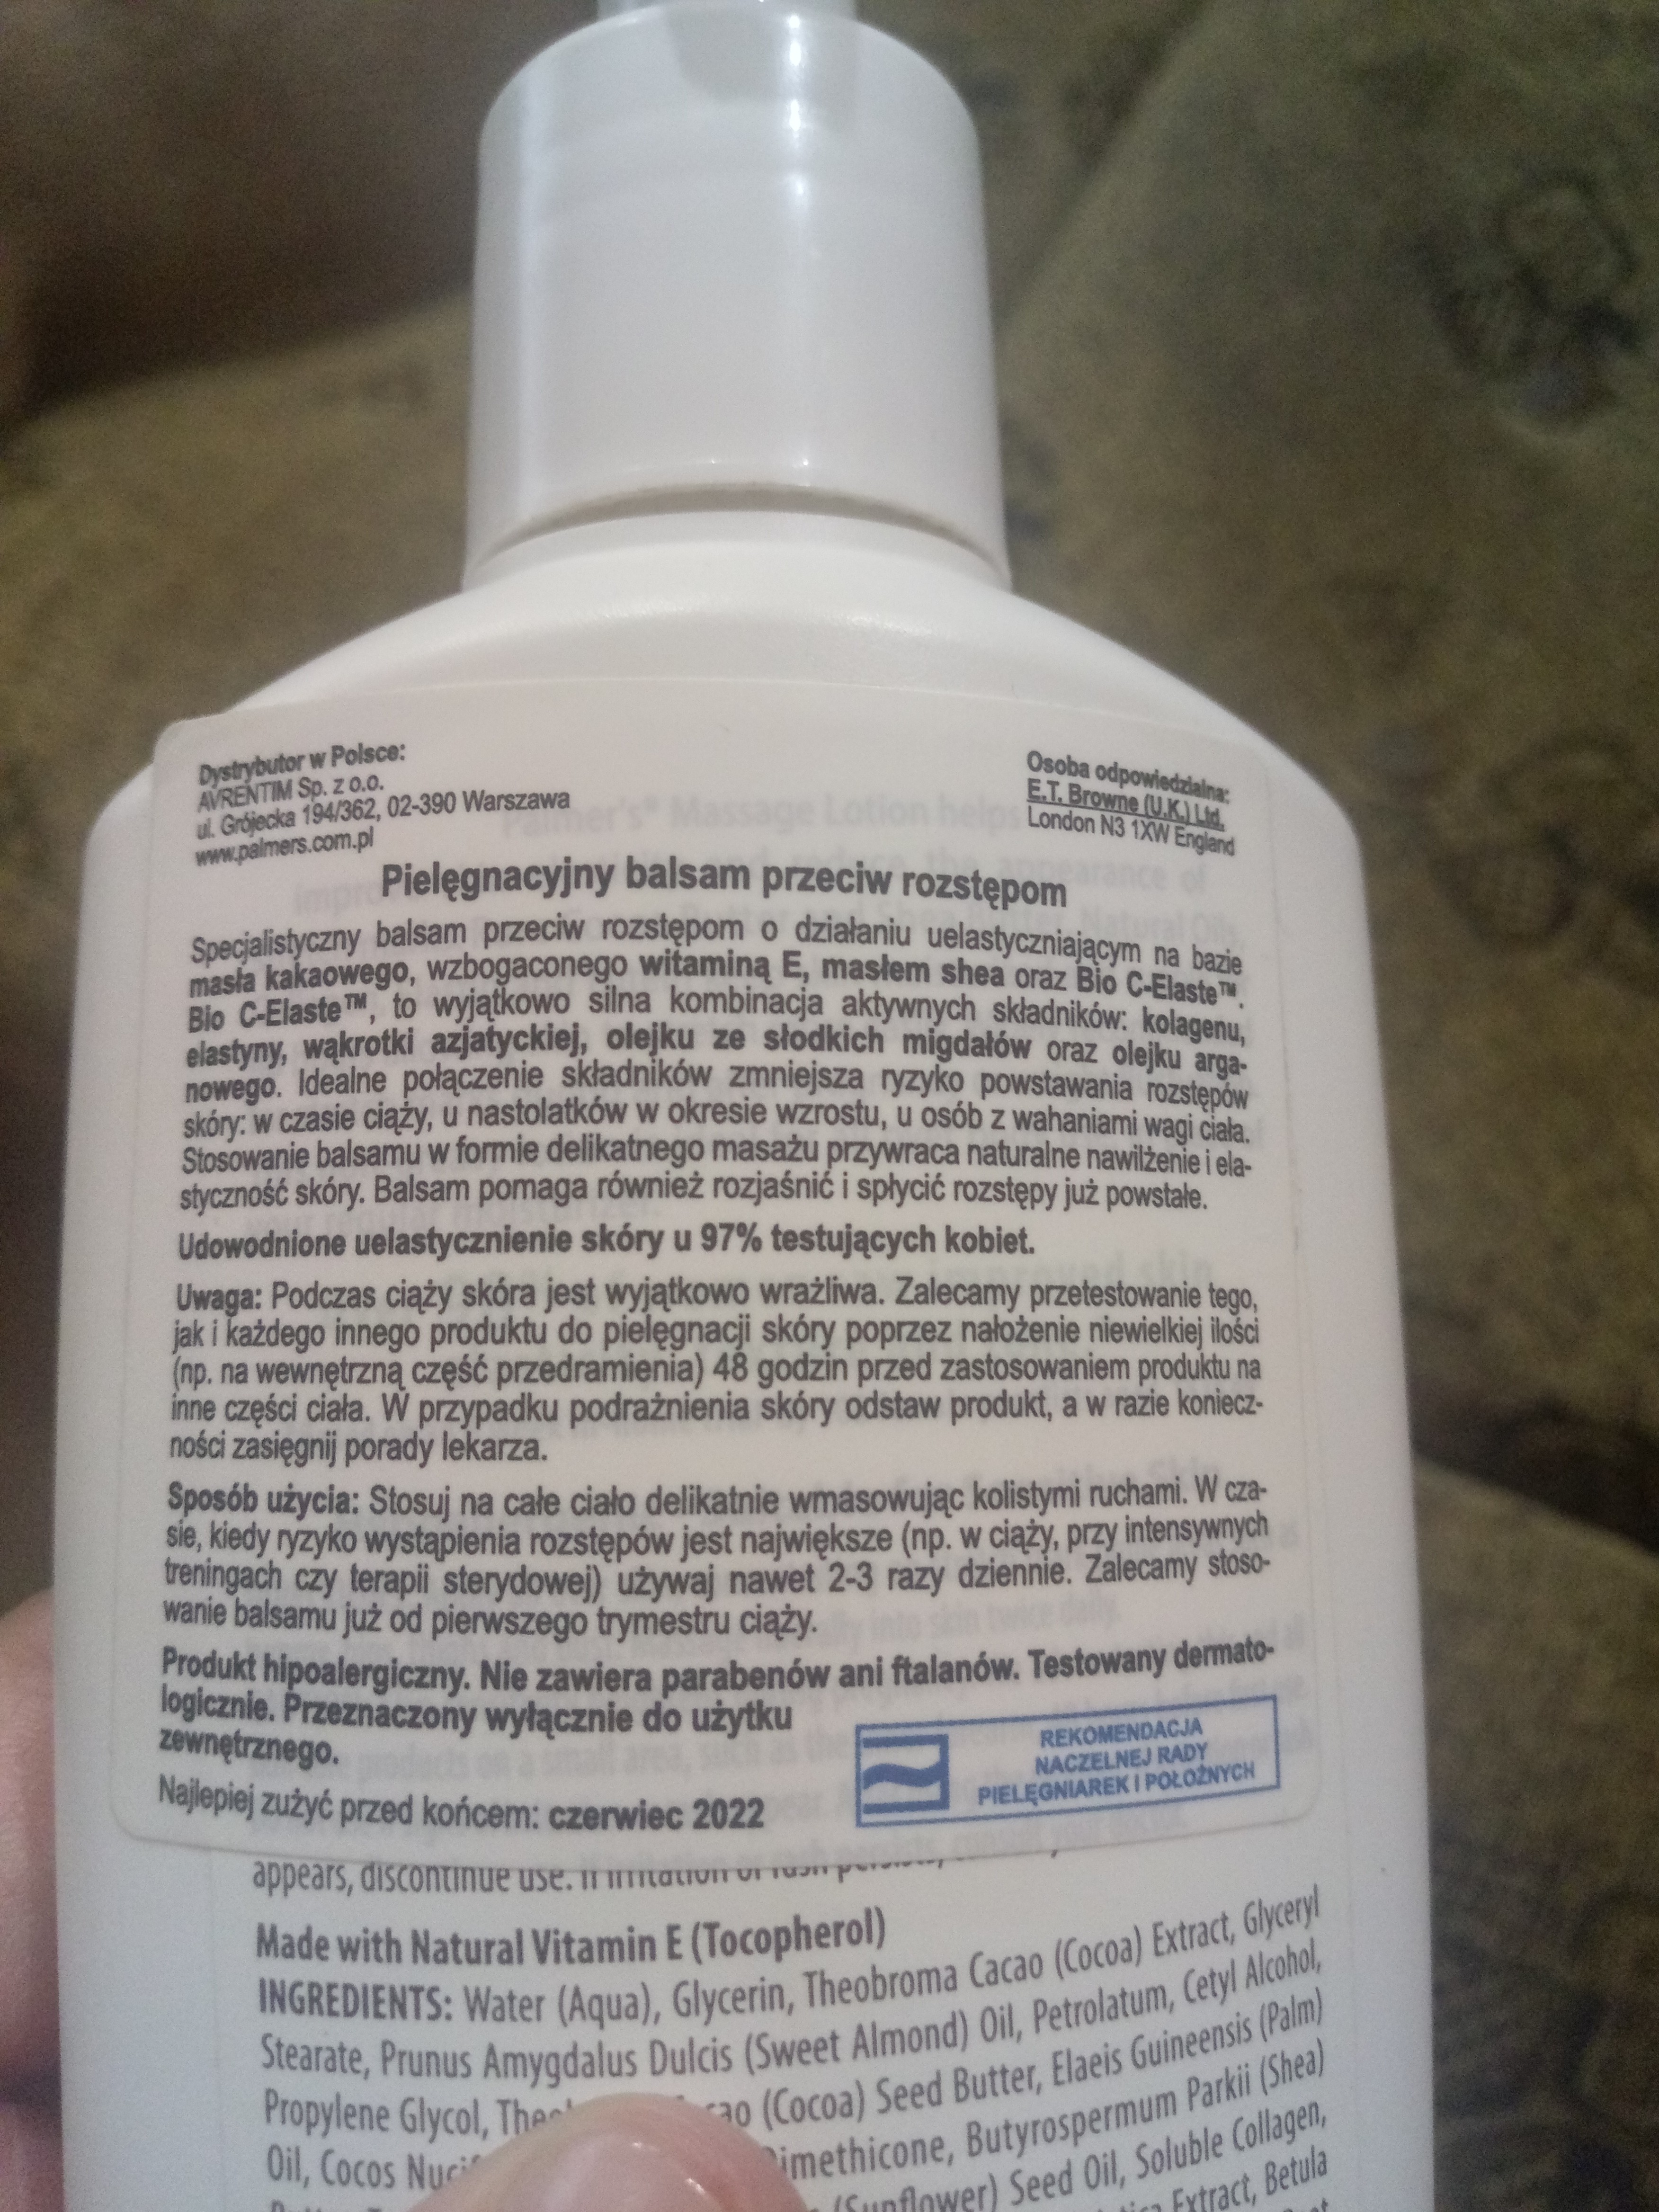 Dystrybutor w Polsce:
AVRENTIM Sp. z o.o.
ul. Grójecka 194/362, 02-390 Warszawa
www.palmers.com.pl
Osoba odpowiedzialna:
E.T. Browne (U.K.) Ltd.
London N3 1XW England
Pielęgnacyjny balsam przeciw rozstępom
Specjalistyczny balsam przeciw rozstępom o działaniu uelastyczniającym na bazie
masła kakaowego, wzbogaconego witaminą E, masłem shea oraz Bio C-Elaste™.
Bio C-Elaste™, to wyjątkowo silna kombinacja aktywnych składników: kolagenu,
elastyny, wąkrotki azjatyckiej, olejku ze słodkich migdałów oraz olejku arga-
nowego. Idealne połączenie składników zmniejsza ryzyko powstawania rozstępów
skóry: w czasie ciąży, u nastolatków w okresie wzrostu, u osób z wahaniami wagi ciała.
Stosowanie balsamu w formie delikatnego masażu przywraca naturalne nawilżenie i ela-
styczność skóry. Balsam pomaga również rozjaśnić i spłycić rozstępy już powstałe.
Udowodnione uelastycznienie skóry u 97% testujących kobiet.
Uwaga: Podczas ciąży skóra jest wyjątkowo wrażliwa. Zalecamy przetestowanie tego,
jak i każdego innego produktu do pielęgnacji skóry poprzez nałożenie niewielkiej ilości
(np. na wewnętrzną część przedramienia) 48 godzin przed zastosowaniem produktu na
inne części ciała. W przypadku podrażnienia skóry odstaw produkt, a w razie koniecz-
ności zasięgnij porady lekarza.
Sposób użycia: Stosuj na całe ciało delikatnie wmasowując kolistymi ruchami. W cza-
sie, kiedy ryzyko wystąpienia rozstępów jest największe (np. w ciąży, przy intensywnych
treningach czy terapii sterydowej) używaj nawet 2-3 razy dziennie. Zalecamy stoso-
wanie balsamu już od pierwszego trymestru ciąży.
Produkt hipoalergiczny. Nie zawiera parabenów ani ftalanów. Testowany dermato-
logicznie. Przeznaczony wyłącznie do użytku
zewnętrznego.
Najlepiej zużyć przed końcem: czerwiec 2022
REKOMENDACJA
NACZELNEJ RADY
PIELĘGNIAREK I POŁOŻNYCH
appears, discontinue use. If irritation or rash
Made with Natural Vitamin E (Tocopherol)
INGREDIENTS: Water (Aqua), Glycerin, Theobroma Cacao (Cocoa) Extract, Glyceryl
Stearate, Prunus Amygdalus Dulcis (Sweet Almond) Oil, Petrolatum, Cetyl Alcohol,
Propylene Glycol, (Cocoa) Seed Butter, Elaeis Guineensis (Palm)
Oil, Cocos Butyrospermum Parkii (Shea)
(Sunflower) Seed Oil, Soluble Collagen,
Extract, Betula